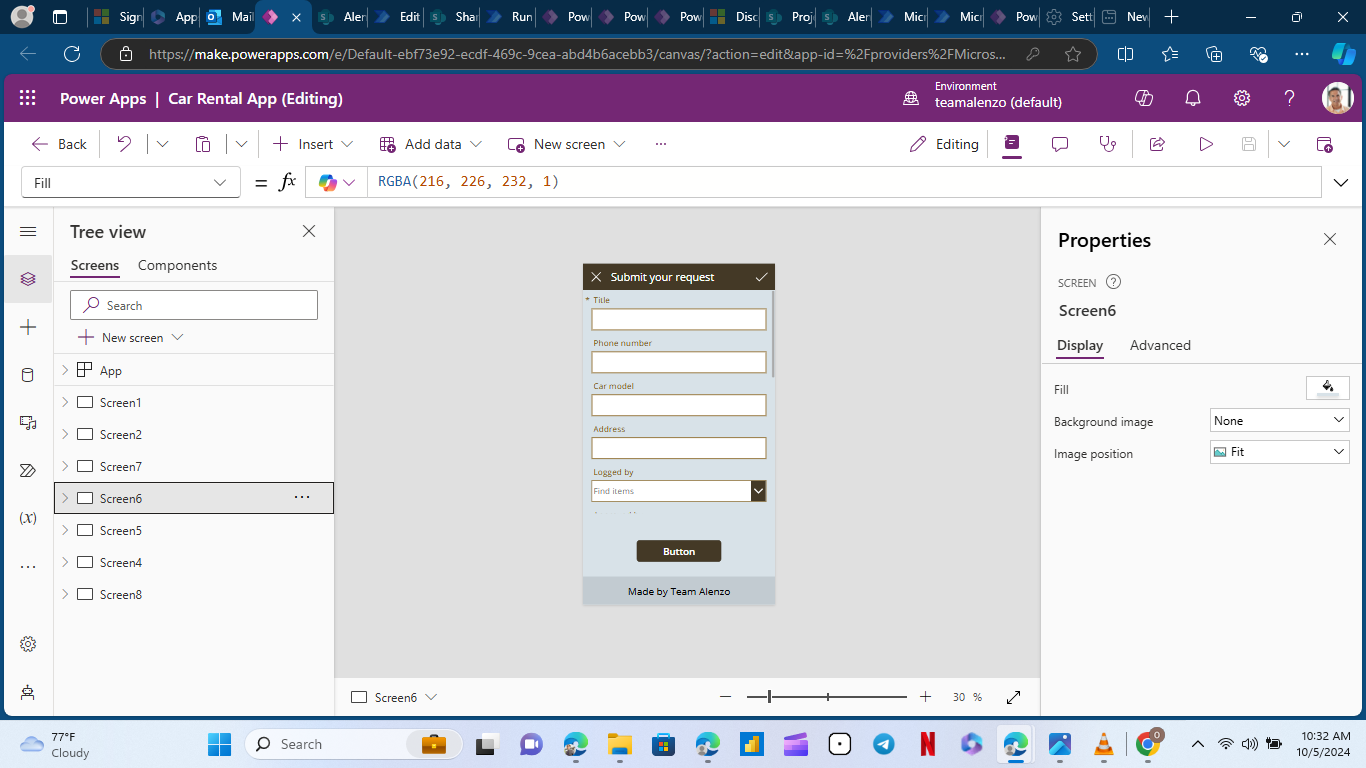 Sign
App
Mail
Aler
Edit
Shar
Run
Pow
Pow
Pow
Disc
Proj
Aler
Micr
Micr
Pow
Sett
New
https://make.powerapps.com/e/Default-ebf73e92-ecdf-469c-9cea-abd4b6acebb3/canvas/?action=edit&app-id=%2Fproviders%2FMicros...
Power Apps | Car Rental App (Editing)
Environment
teamalenzo (default)
Back
Insert
Add data
New screen
...
Editing
Fill
= fx
RGBA(216, 226, 232, 1)
Tree view
Screens
Components
Search
New screen
App
Screen1
Screen2
Screen7
Screen6
...
Screen5
Screen4
Screen8
(x)
Submit your request
* Title
Phone number
Car model
Address
Logged by
Find items
Button
Made by Team Alenzo
Screen6
30 %
Properties
SCREEN
Screen6
Display
Advanced
Fill
Background image
None
Image position
Fit
77°F
Cloudy
Search
0
10:32 AM
10/5/2024